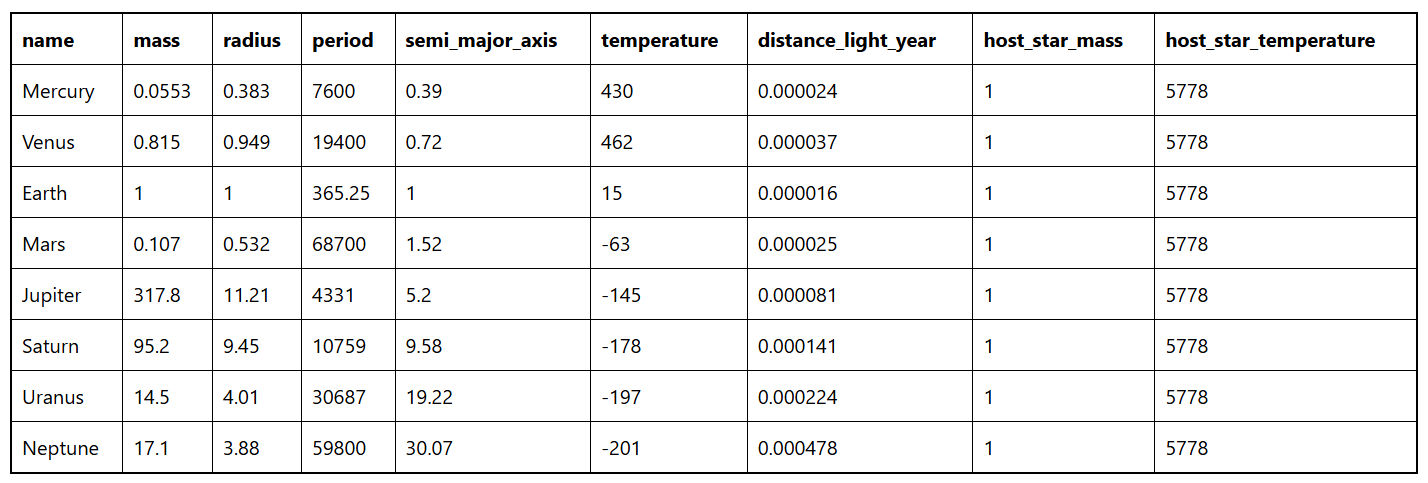 name mass radius period semi_major_axis temperature distance_light_year host_star_mass host_star_temperature
Mercury 0.0553 0.383 7600 0.39 430 0.000024 1 5778
Venus 0.815 0.949 19400 0.72 462 0.000037 1 5778
Earth 1 1 365.25 1 15 0.000016 1 5778
Mars 0.107 0.532 68700 1.52 -63 0.000025 1 5778
Jupiter 317.8 11.21 4331 5.2 -145 0.000081 1 5778
Saturn 95.2 9.45 10759 9.58 -178 0.000141 1 5778
Uranus 14.5 4.01 30687 19.22 -197 0.000224 1 5778
Neptune 17.1 3.88 59800 30.07 -201 0.000478 1 5778